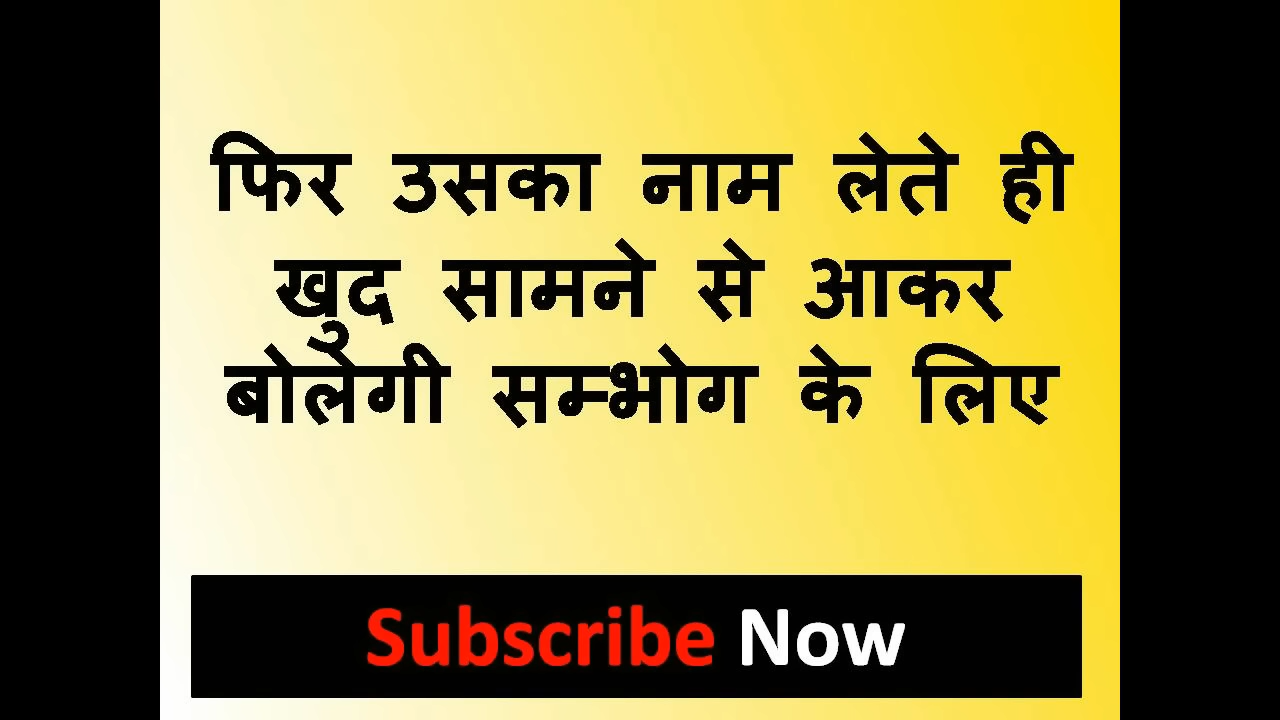 फिर उसका नाम लेते ही
खुद सामने से आकर
बोलेगी सम्भोग के लिए
Subscribe Now